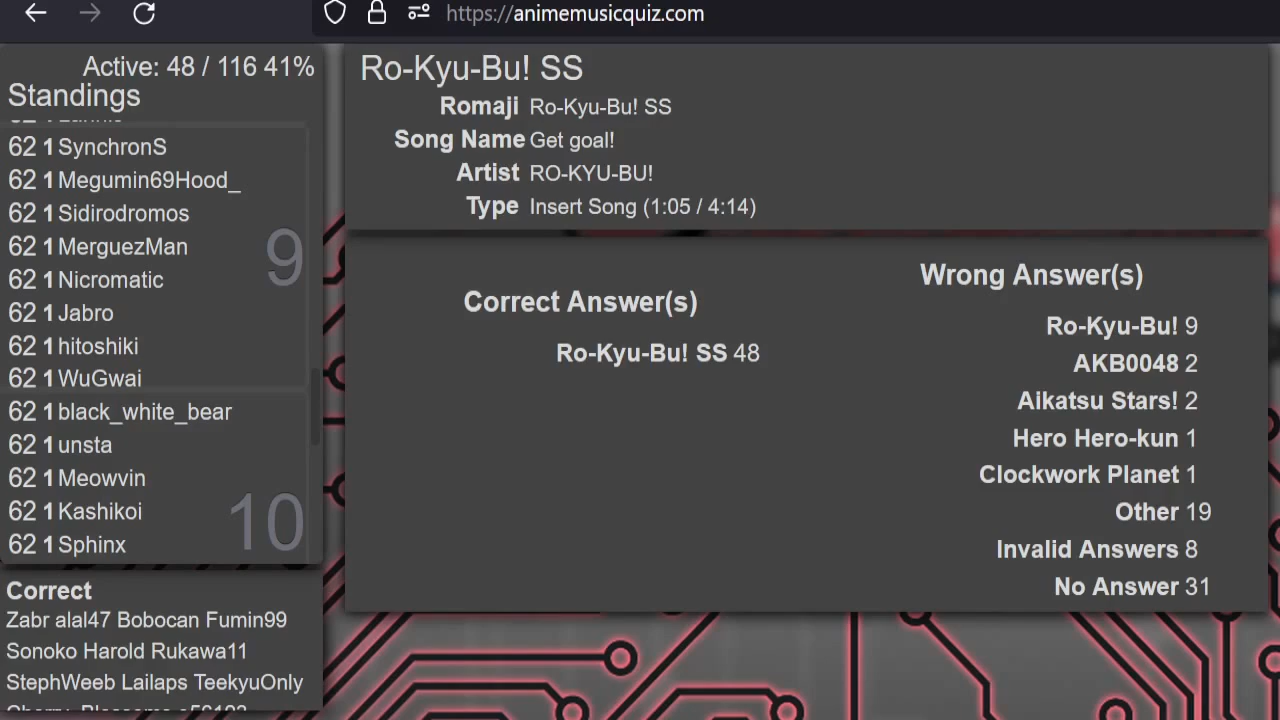 https://animemusicquiz.com
Active: 48 / 116 41%
Standings
62 1 SynchronS
62 1 Megumin69Hood_
62 1 Sidirodromos
62 1 MerguezMan
62 1 Nicromatic
9
62 1 Jabro
62 1 hitoshiki
62 1 WuGwai
62 1 black_white_bear
62 1 unsta
62 1 Meowvin
62 1 Kashikoi
62 1 Sphinx
10
Correct
Zabr alal47 Bobocan Fumin99
Sonoko Harold Rukawa11
StephWeeb Lailaps TeekyuOnly
Ro-Kyu-Bu! SS
Romaji Ro-Kyu-Bu! SS
Song Name Get goal!
Artist RO-KYU-BU!
Type Insert Song (1:05 / 4:14)
Correct Answer(s)
Ro-Kyu-Bu! SS 48
Wrong Answer(s)
Ro-Kyu-Bu! 9
AKB0048 2
Aikatsu Stars! 2
Hero Hero-kun 1
Clockwork Planet 1
Other 19
Invalid Answers 8
No Answer 31